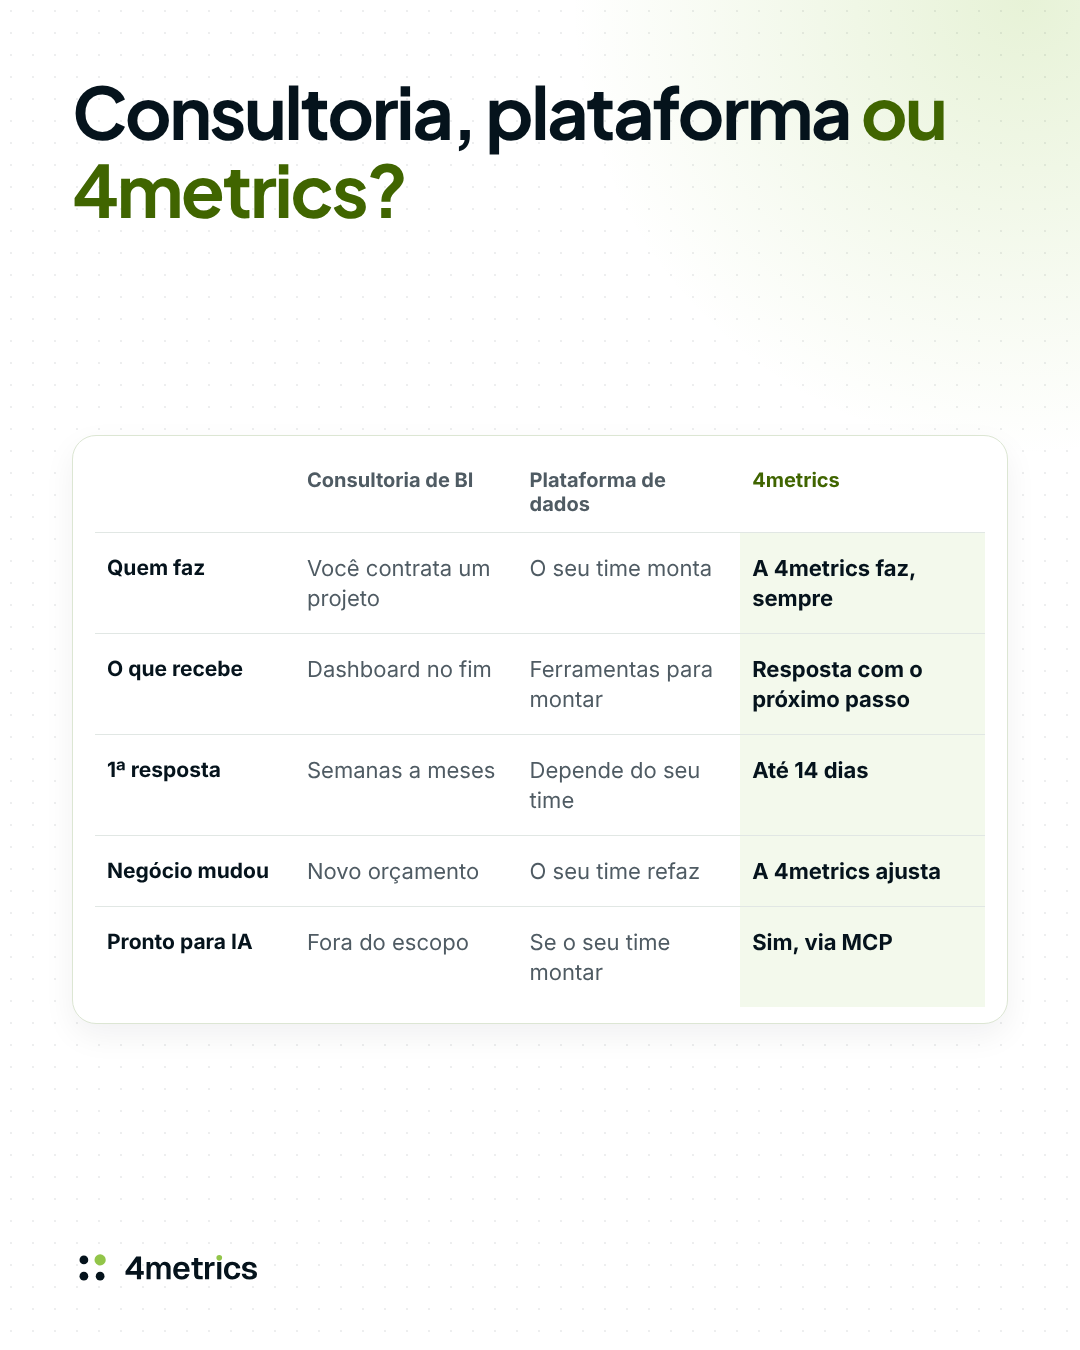 Consultoria, plataforma ou
4metrics?
Consultoria de BI
Plataforma de
dados
4metrics
Quem faz
Você contrata um
projeto
O seu time monta
A 4metrics faz,
sempre
O que recebe
Dashboard no fim
Ferramentas para
montar
Resposta com o
próximo passo
1ª resposta
Semanas a meses
Depende do seu
time
Até 14 dias
Negócio mudou
Novo orçamento
O seu time refaz
A 4metrics ajusta
Pronto para IA
Fora do escopo
Se o seu time
montar
Sim, via MCP
4metrics